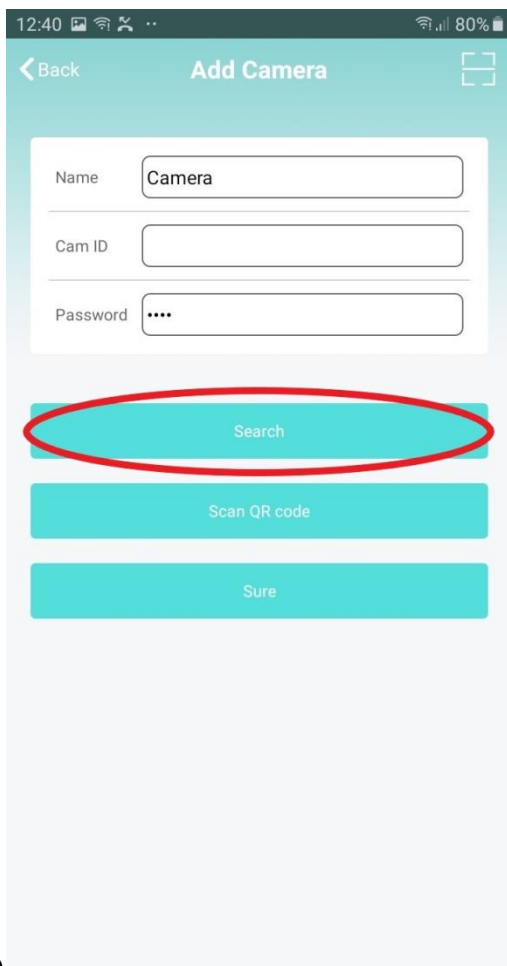 12:40 80%
Back Add Camera
Name Camera
Cam ID
Password ••••
Search
Scan QR code
Sure